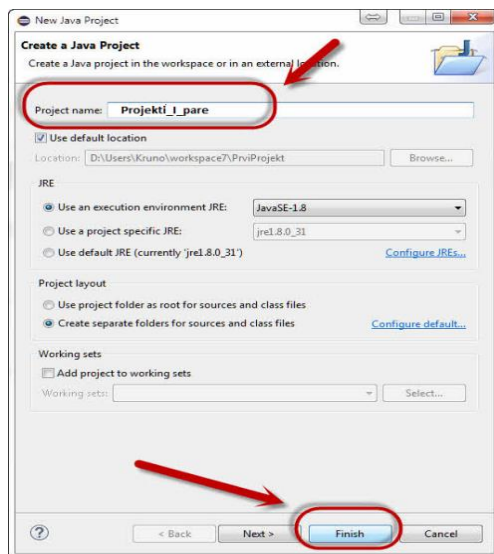 New Java Project
Create a Java Project
Create a Java project in the workspace or in an external location.
Project name: Projekti_I_pare
Use default location
Location: D:\Users\Kruno\workspace7\PrviProjekt Browse...
JRE
Use an execution environment JRE: JavaSE-1.8
Use a project specific JRE: jre1.8.0_31
Use default JRE (currently 'jre1.8.0_31') Configure JREs...
Project layout
Use project folder as root for sources and class files
Create separate folders for sources and class files Configure default...
Working sets
Add project to working sets
Working sets: Select...
? < Back Next > Finish Cancel